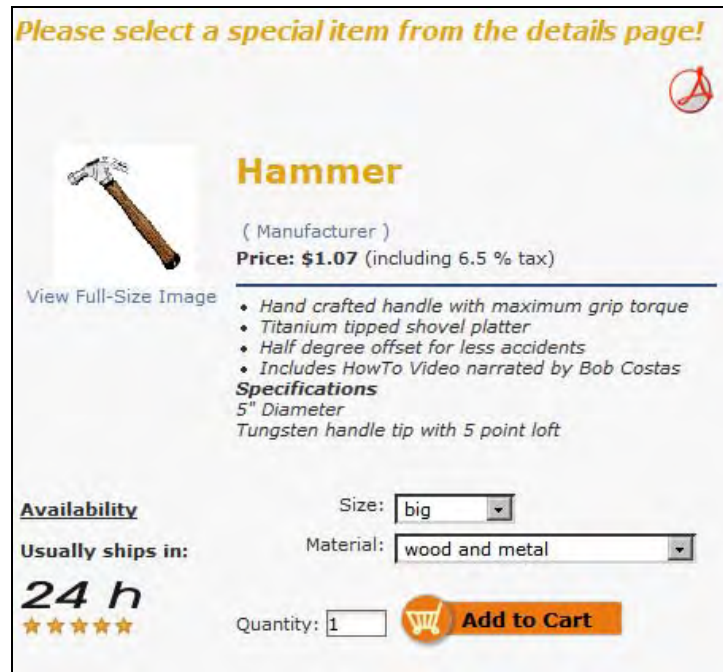 Please select a special item from the details page!
Hammer
( Manufacturer )
Price: $1.07 (including 6.5 % tax)
View Full-Size Image
Hand crafted handle with maximum grip torque
Titanium tipped shovel platter
Half degree offset for less accidents
Includes HowTo Video narrated by Bob Costas
Specifications
5" Diameter
Tungsten handle tip with 5 point loft
Availability
Usually ships in:
24 h
Size: big
Material: wood and metal
Quantity: 1
Add to Cart